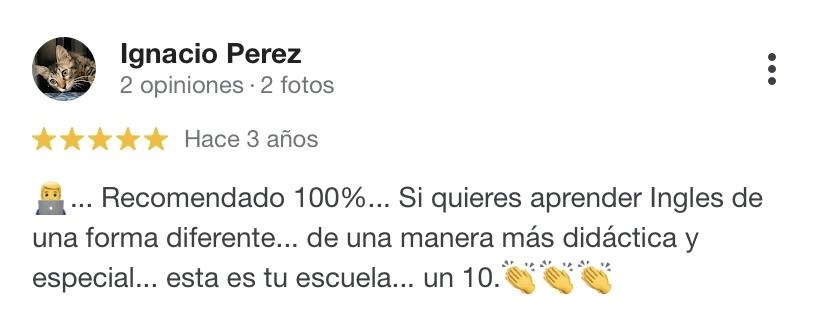 Ignacio Perez
2 opiniones · 2 fotos
Hace 3 años
👨‍💻... Recomendado 100%... Si quieres aprender Ingles de
una forma diferente... de una manera más didáctica y
especial... esta es tu escuela... un 10.👏👏👏